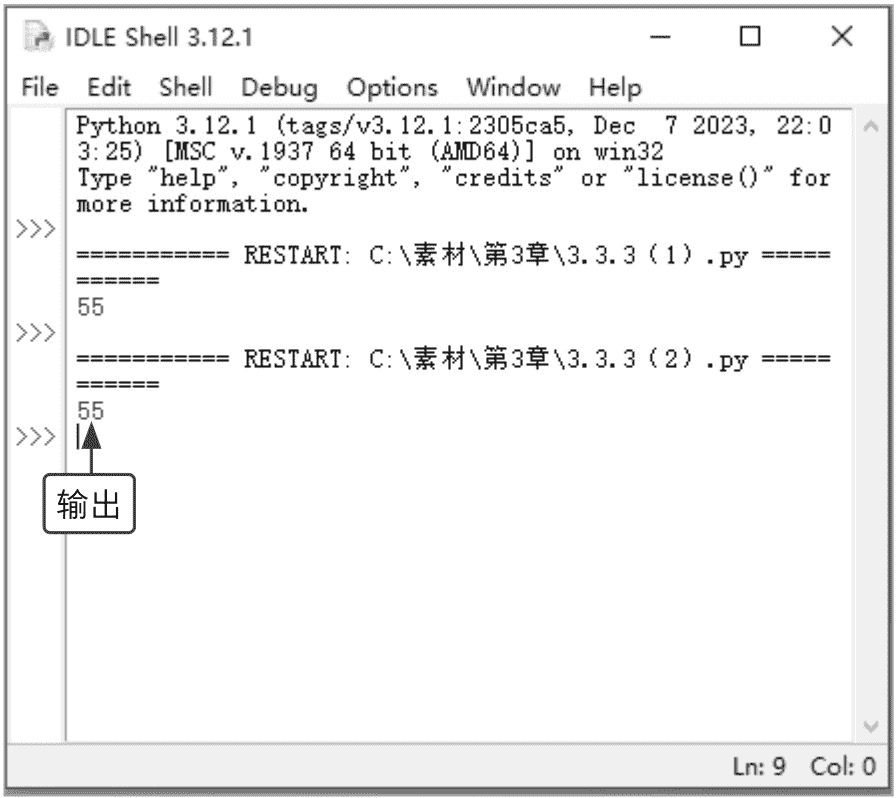 IDLE Shell 3.12.1
File Edit Shell Debug Options Window Help
Python 3.12.1 (tags/v3.12.1:2305ca5, Dec  7 2023, 22:0
3:25) [MSC v.1937 64 bit (AMD64)] on win32
Type "help", "copyright", "credits" or "license()" for
more information.
>>>
=========== RESTART: C:\素材\第3章\3.3.3（1）.py =====
======
55
>>>
=========== RESTART: C:\素材\第3章\3.3.3（2）.py =====
======
55
>>>
输出
Ln: 9 Col: 0